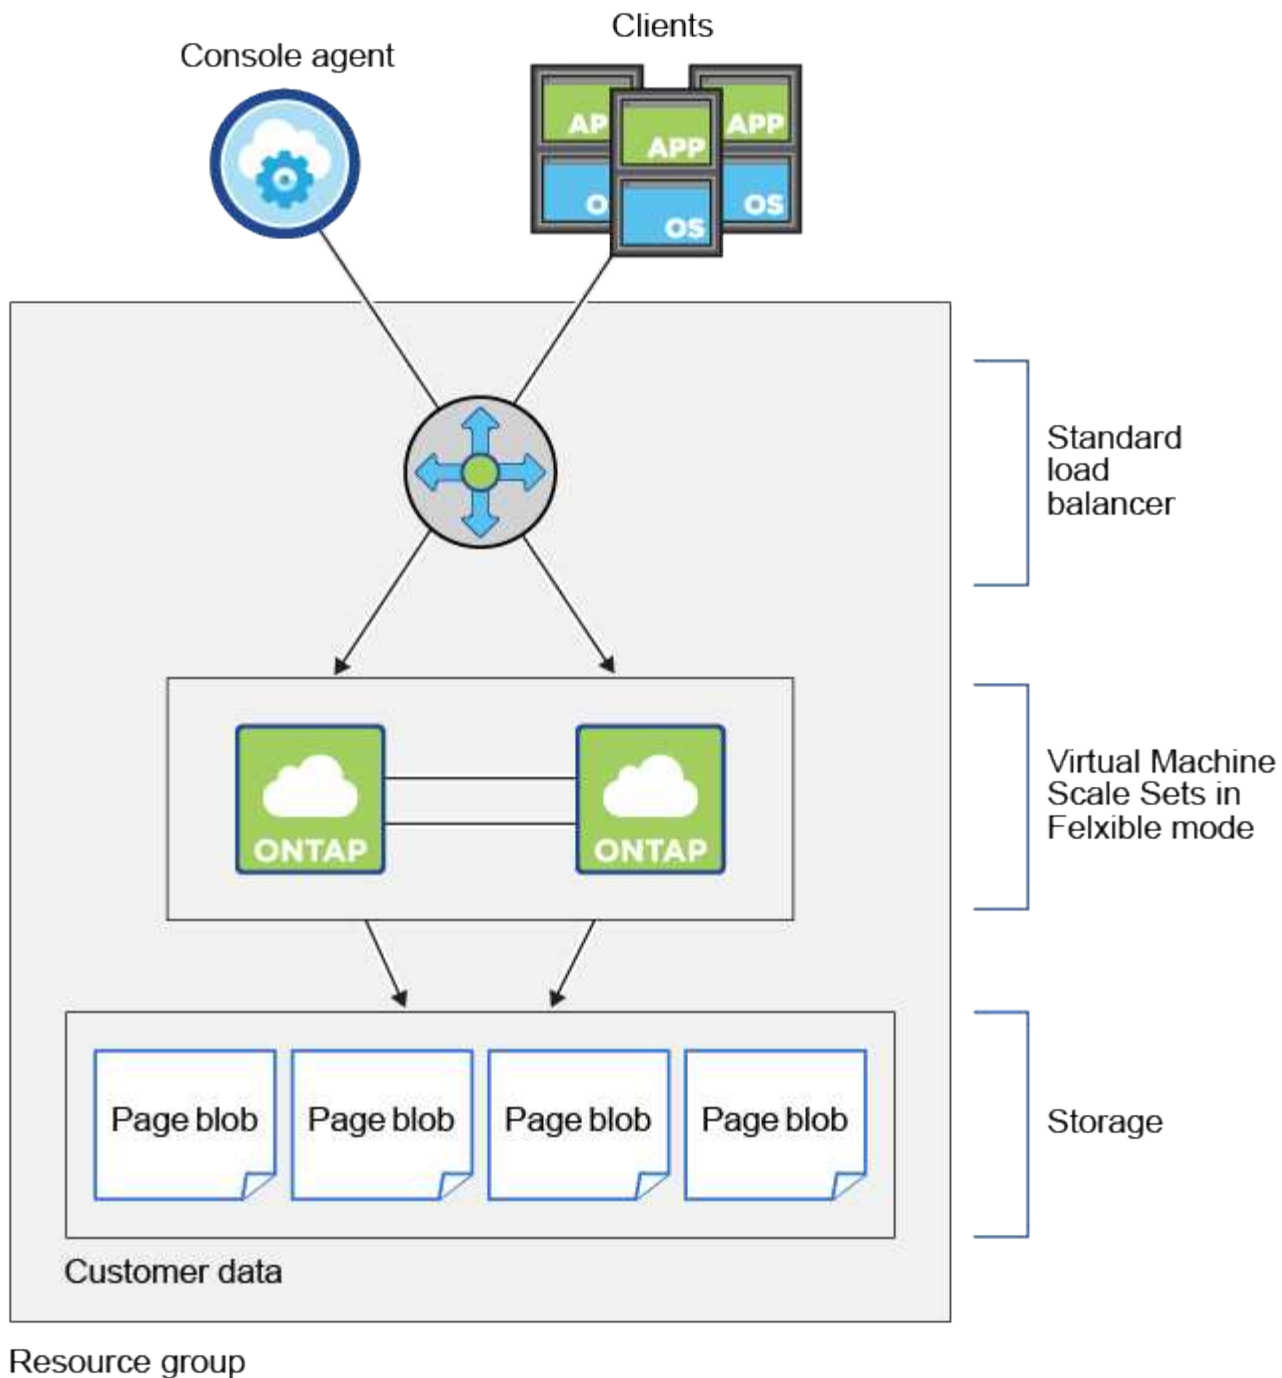 Clients
Console agent
AP
APP
APP
O
OS
OS
Standard
load
balancer
Virtual Machine
Scale Sets in
Felxible mode
ONTAP
ONTAP
Page blob
Page blob
Page blob
Page blob
Storage
Customer data
Resource group